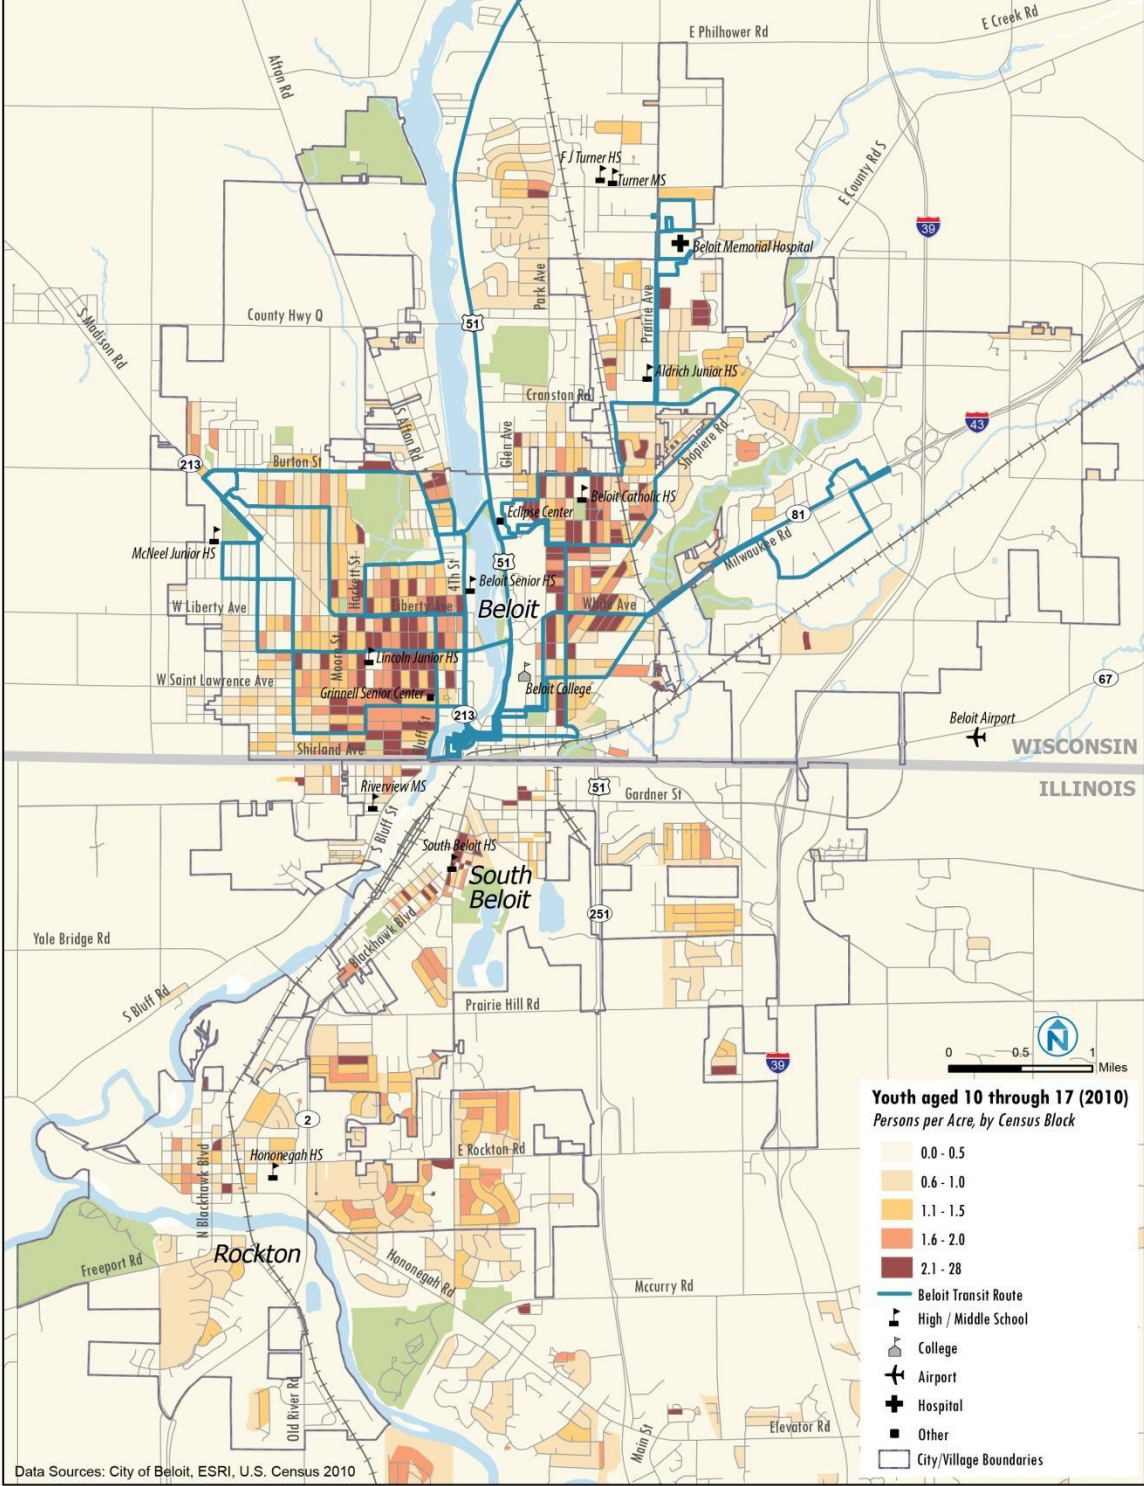 E Philhower Rd
E Creek Rd
Afton Rd
F J Turner HS
Turner MS
E County Rd S
39
Beloit Memorial Hospital
Park Ave
Prairie Ave
S Madison Rd
County Hwy Q
51
Aldrich Junior HS
Cranston Rd
43
S Afton Rd
Glen Ave
Shopiere Rd
213
Burton St
Beloit Catholic HS
Eclipse Center
81
McNeel Junior HS
Milwaukee Rd
51
Hackett St
4Th St
Beloit Senior HS
W Liberty Ave
Liberty Ave
Beloit
White Ave
Moore St
Lincoln Junior HS
W Saint Lawrence Ave
Grinnell Senior Center
Beloit College
67
213
Beloit Airport
Bluff St
Shirland Ave
WISCONSIN
ILLINOIS
Riverview MS
51
Gardner St
S Bluff St
South Beloit HS
South
Beloit
251
Blackhawk Blvd
Yale Bridge Rd
S Bluff Rd
Prairie Hill Rd
N
0 0.5 1
Miles
39
Youth aged 10 through 17 (2010)
Persons per Acre, by Census Block
0.0 - 0.5
0.6 - 1.0
1.1 - 1.5
1.6 - 2.0
2.1 - 28
Beloit Transit Route
High / Middle School
College
Airport
Hospital
Other
City/Village Boundaries
2
Hononegah HS
E Rockton Rd
N Blackhawk Blvd
Rockton
Freeport Rd
Hononegah Rd
Mccurry Rd
Old River Rd
Main St
Elevator Rd
Data Sources: City of Beloit, ESRI, U.S. Census 2010